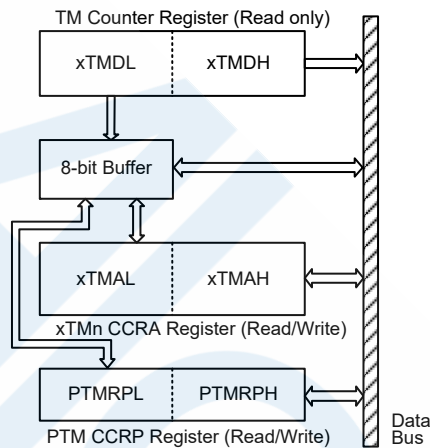 TM Counter Register (Read only)
xTMDL xTMDH
8-bit Buffer
xTMAL xTMAH
xTMn CCRA Register (Read/Write)
PTMRPL PTMRPH
PTM CCRP Register (Read/Write)
Data
Bus